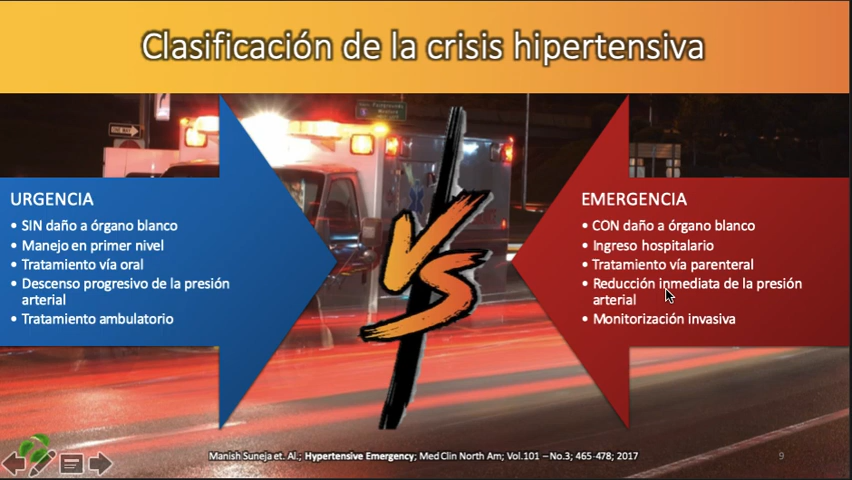 Clasificación de la crisis hipertensiva
ONE WAY
URGENCIA
• SIN daño a órgano blanco
• Manejo en primer nivel
• Tratamiento vía oral
• Descenso progresivo de la presión
arterial
• Tratamiento ambulatorio
VS
EMERGENCIA
• CON daño a órgano blanco
• Ingreso hospitalario
• Tratamiento vía parenteral
• Reducción inmediata de la presión
arterial
• Monitorización invasiva
Manish Suneja et. Al.; Hypertensive Emergency; Med Clin North Am; Vol.101 – No.3; 465-478; 2017
9